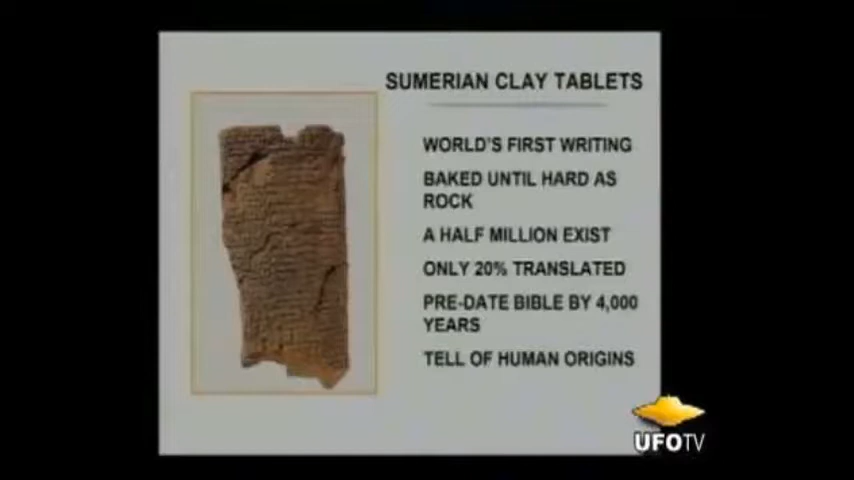 SUMERIAN CLAY TABLETS
WORLD'S FIRST WRITING
BAKED UNTIL HARD AS
ROCK
A HALF MILLION EXIST
ONLY 20% TRANSLATED
PRE-DATE BIBLE BY 4,000
YEARS
TELL OF HUMAN ORIGINS
UFOTV